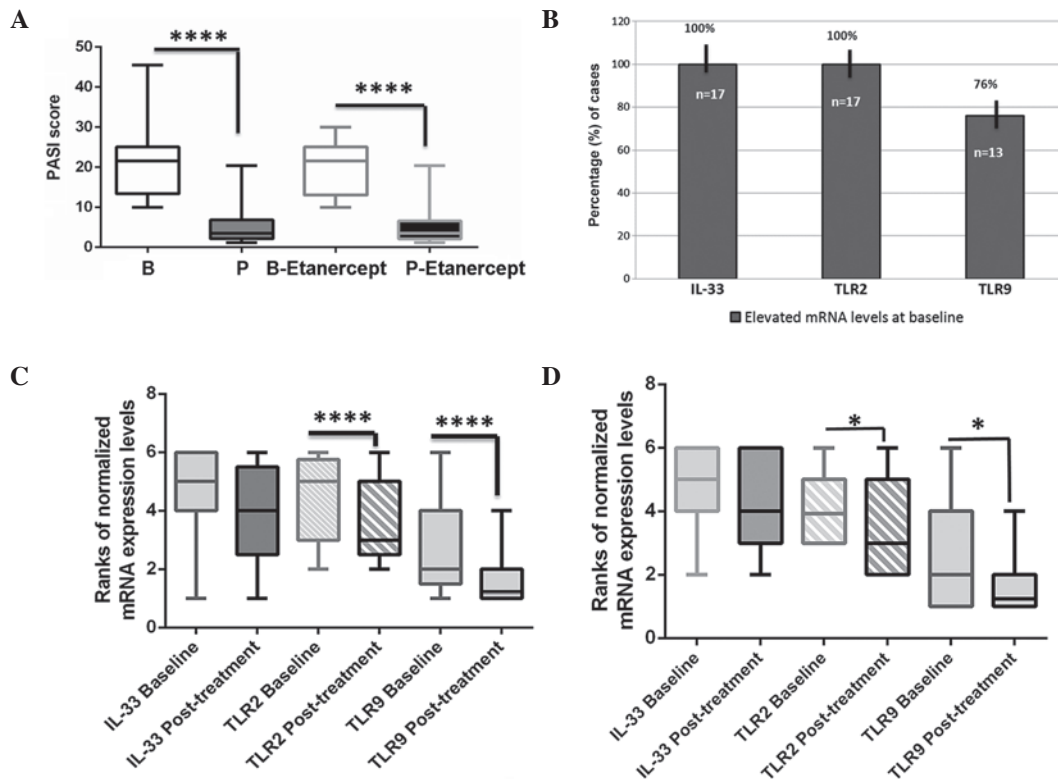 A
****
****
PASI score
50
40
30
20
10
0
B
P
B-Etanercept
P-Etanercept
B
Percentage (%) of cases
120
100
80
60
40
20
0
100%
100%
76%
n=17
n=17
n=13
IL-33
TLR2
TLR9
Elevated mRNA levels at baseline
C
Ranks of normalized
mRNA expression levels
8
6
4
2
0
****
****
IL-33 Baseline
IL-33 Post-treatment
TLR2 Baseline
TLR2 Post-treatment
TLR9 Baseline
TLR9 Post-treatment
D
Ranks of normalized
mRNA expression levels
8
6
4
2
0
*
*
IL-33 Baseline
IL-33 Post-treatment
TLR2 Baseline
TLR2 Post-treatment
TLR9 Baseline
TLR9 Post-treatment